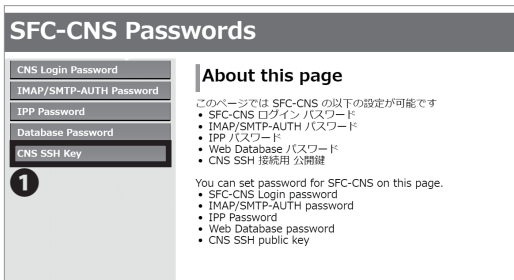 SFC-CNS Passwords
CNS Login Password
IMAP/SMTP-AUTH Password
IPP Password
Database Password
CNS SSH Key
1
About this page
このページでは SFC-CNS の以下の設定が可能です
• SFC-CNS ログイン パスワード
• IMAP/SMTP-AUTH パスワード
• IPP パスワード
• Web Database パスワード
• CNS SSH 接続用 公開鍵
You can set password for SFC-CNS on this page.
• SFC-CNS Login password
• IMAP/SMTP-AUTH password
• IPP Password
• Web Database password
• CNS SSH public key